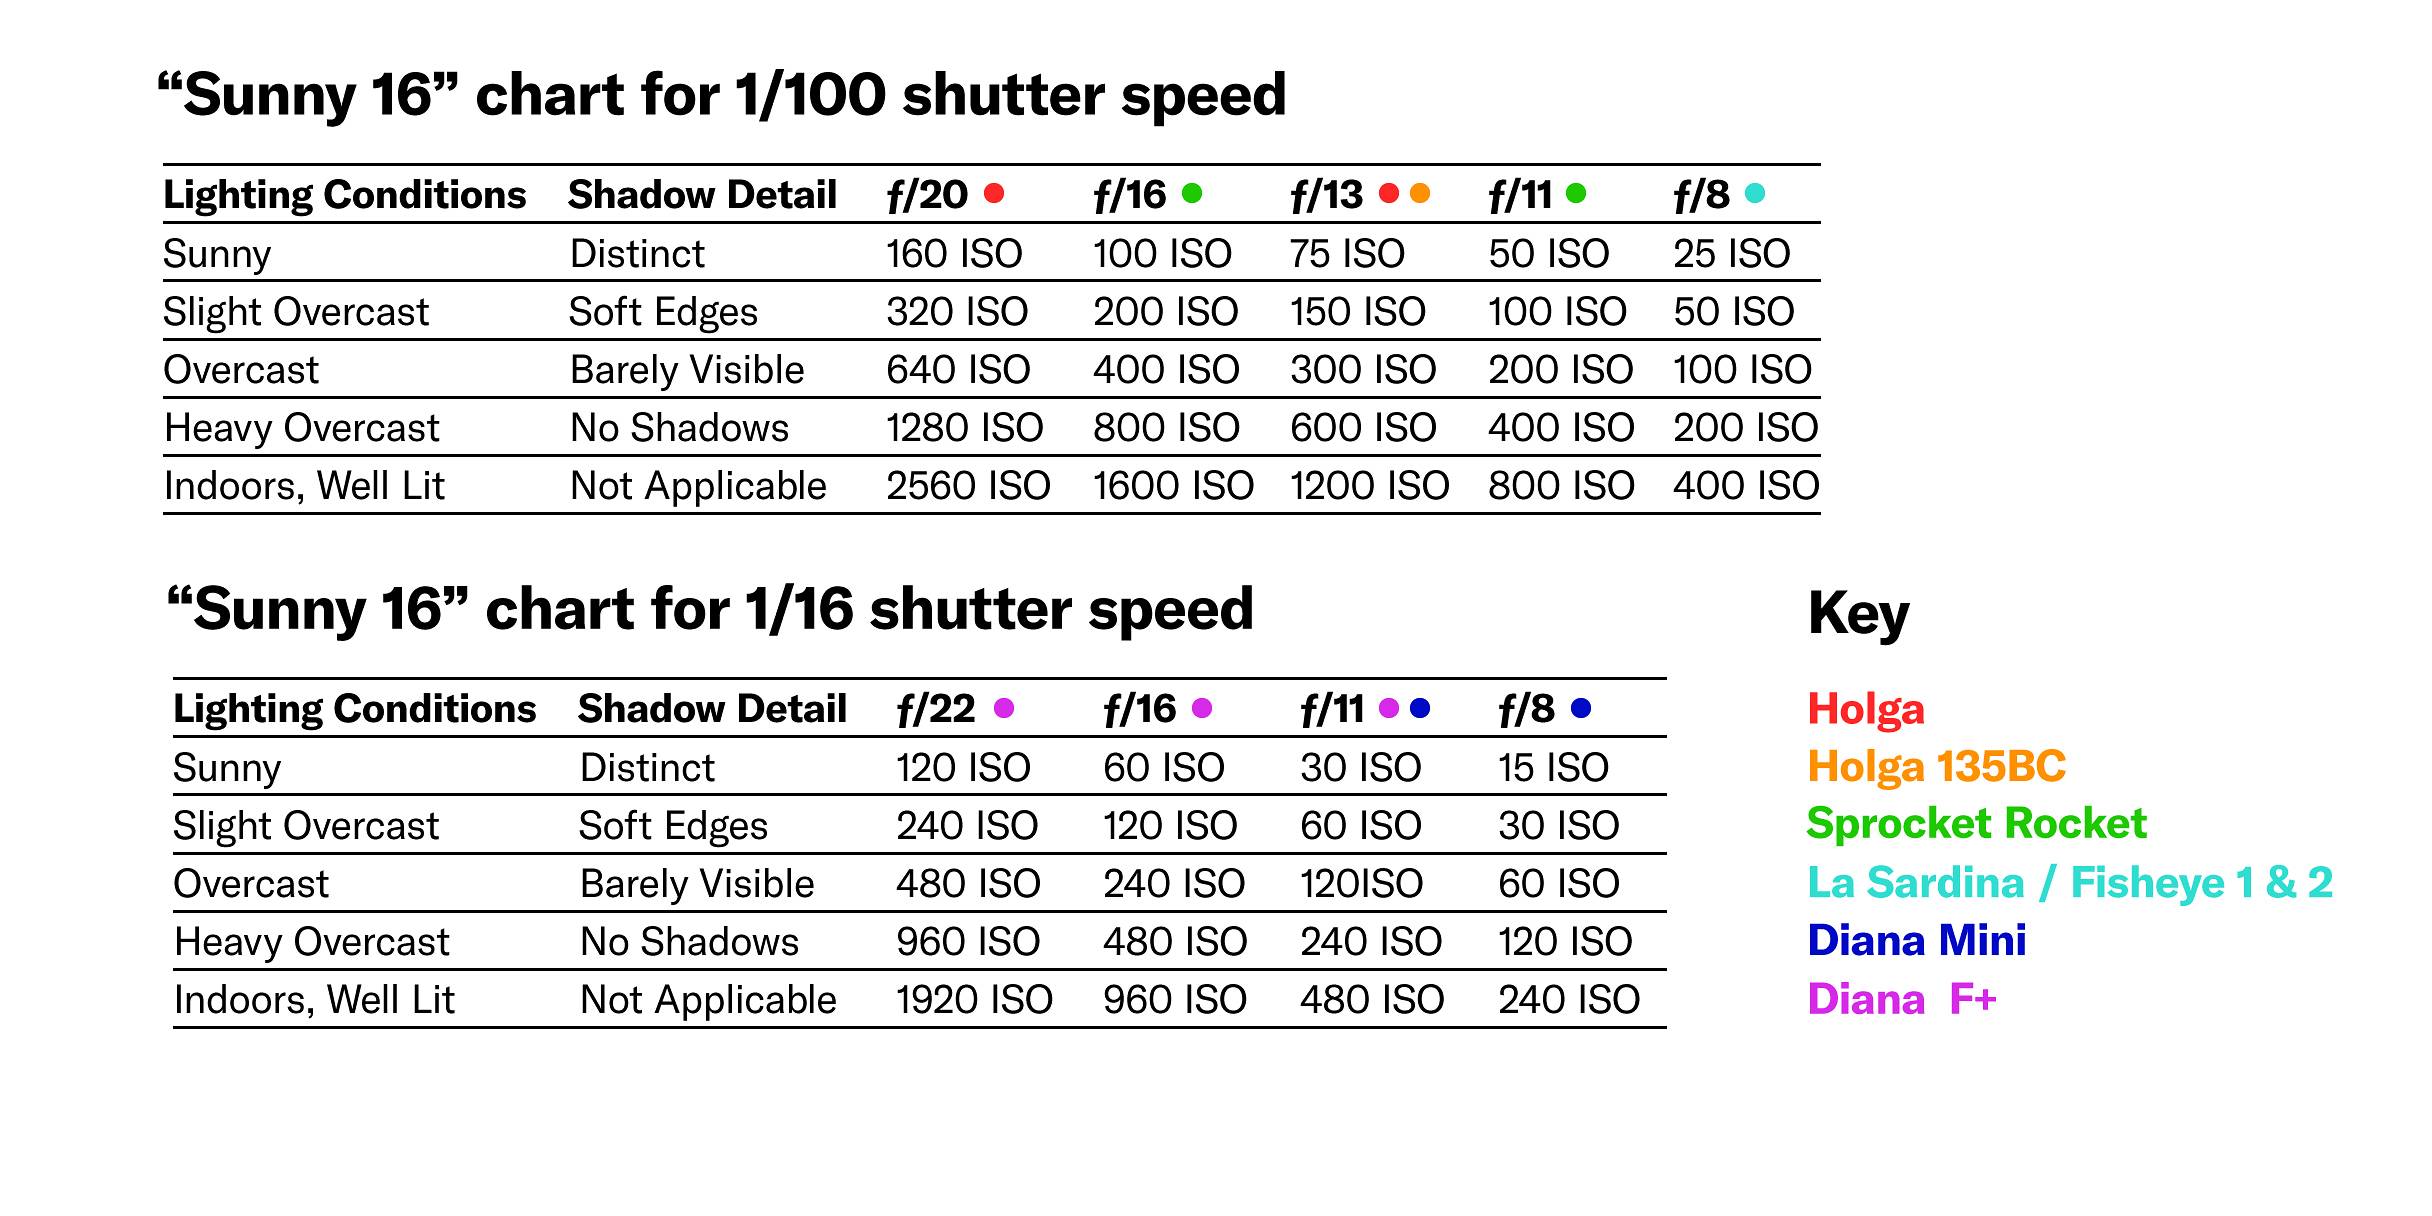 “Sunny 16” chart for 1/100 shutter speed
Lighting Conditions Shadow Detail f/20 f/16 f/13 f/11 f/8
Sunny Distinct 160 ISO 100 ISO 75 ISO 50 ISO 25 ISO
Slight Overcast Soft Edges 320 ISO 200 ISO 150 ISO 100 ISO 50 ISO
Overcast Barely Visible 640 ISO 400 ISO 300 ISO 200 ISO 100 ISO
Heavy Overcast No Shadows 1280 ISO 800 ISO 600 ISO 400 ISO 200 ISO
Indoors, Well Lit Not Applicable 2560 ISO 1600 ISO 1200 ISO 800 ISO 400 ISO
“Sunny 16” chart for 1/16 shutter speed
Lighting Conditions Shadow Detail f/22 f/16 f/11 f/8
Sunny Distinct 120 ISO 60 ISO 30 ISO 15 ISO
Slight Overcast Soft Edges 240 ISO 120 ISO 60 ISO 30 ISO
Overcast Barely Visible 480 ISO 240 ISO 120ISO 60 ISO
Heavy Overcast No Shadows 960 ISO 480 ISO 240 ISO 120 ISO
Indoors, Well Lit Not Applicable 1920 ISO 960 ISO 480 ISO 240 ISO
Key
Holga
Holga 135BC
Sprocket Rocket
La Sardina / Fisheye 1 & 2
Diana Mini
Diana F+